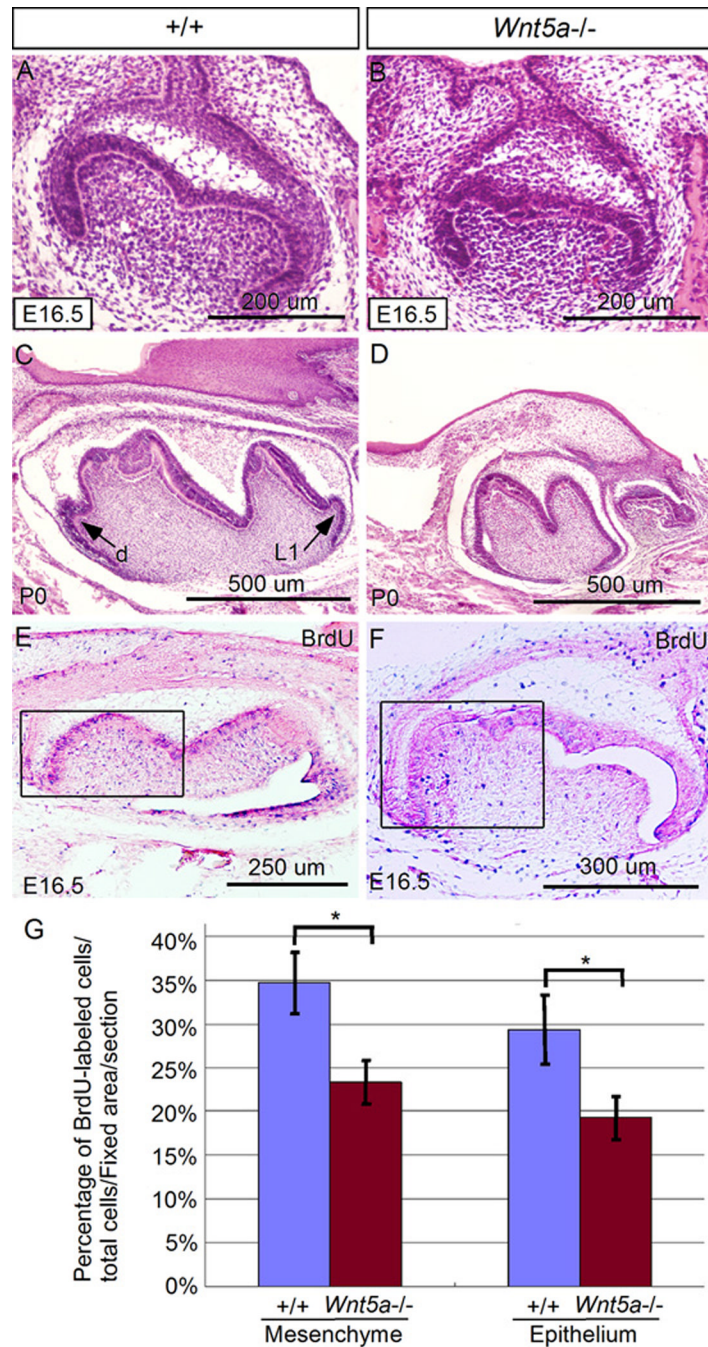 +/+ Wnt5a-/-
A B
E16.5 200 um E16.5 200 um
C D
d L1
P0 500 um P0 500 um
E BrdU F BrdU
E16.5 250 um E16.5 300 um
G
Percentage of BrdU-labeled cells/
total cells/Fixed area/section
40%
35%
30%
25%
20%
15%
10%
5%
0%
* *
+/+ Wnt5a-/- +/+ Wnt5a-/-
Mesenchyme Epithelium